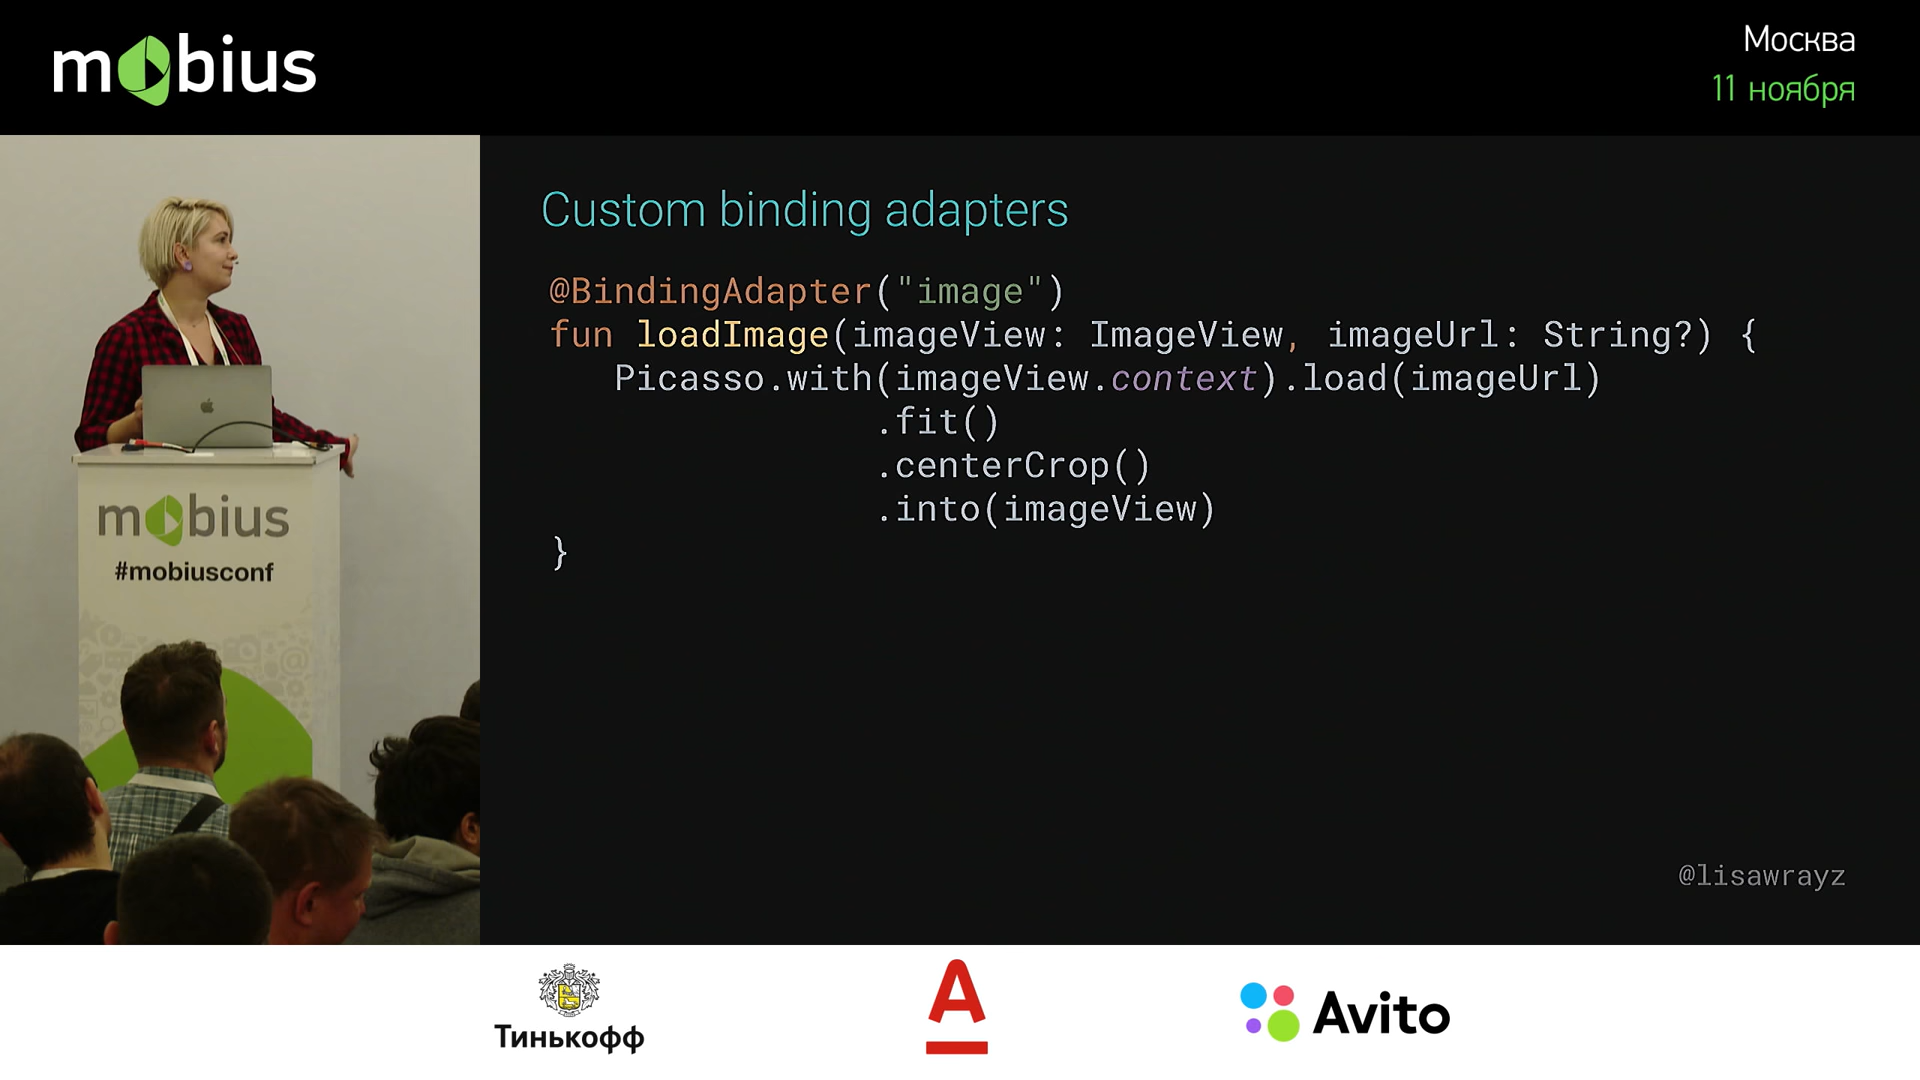 mobius
Москва
11 ноября
Custom binding adapters
@BindingAdapter("image")
fun loadImage(imageView: ImageView, imageUrl: String?) {
Picasso.with(imageView.context).load(imageUrl)
.fit()
.centerCrop()
.into(imageView)
}
mobius
#mobiusconf
@lisawrayz
Тинькофф
А
Avito